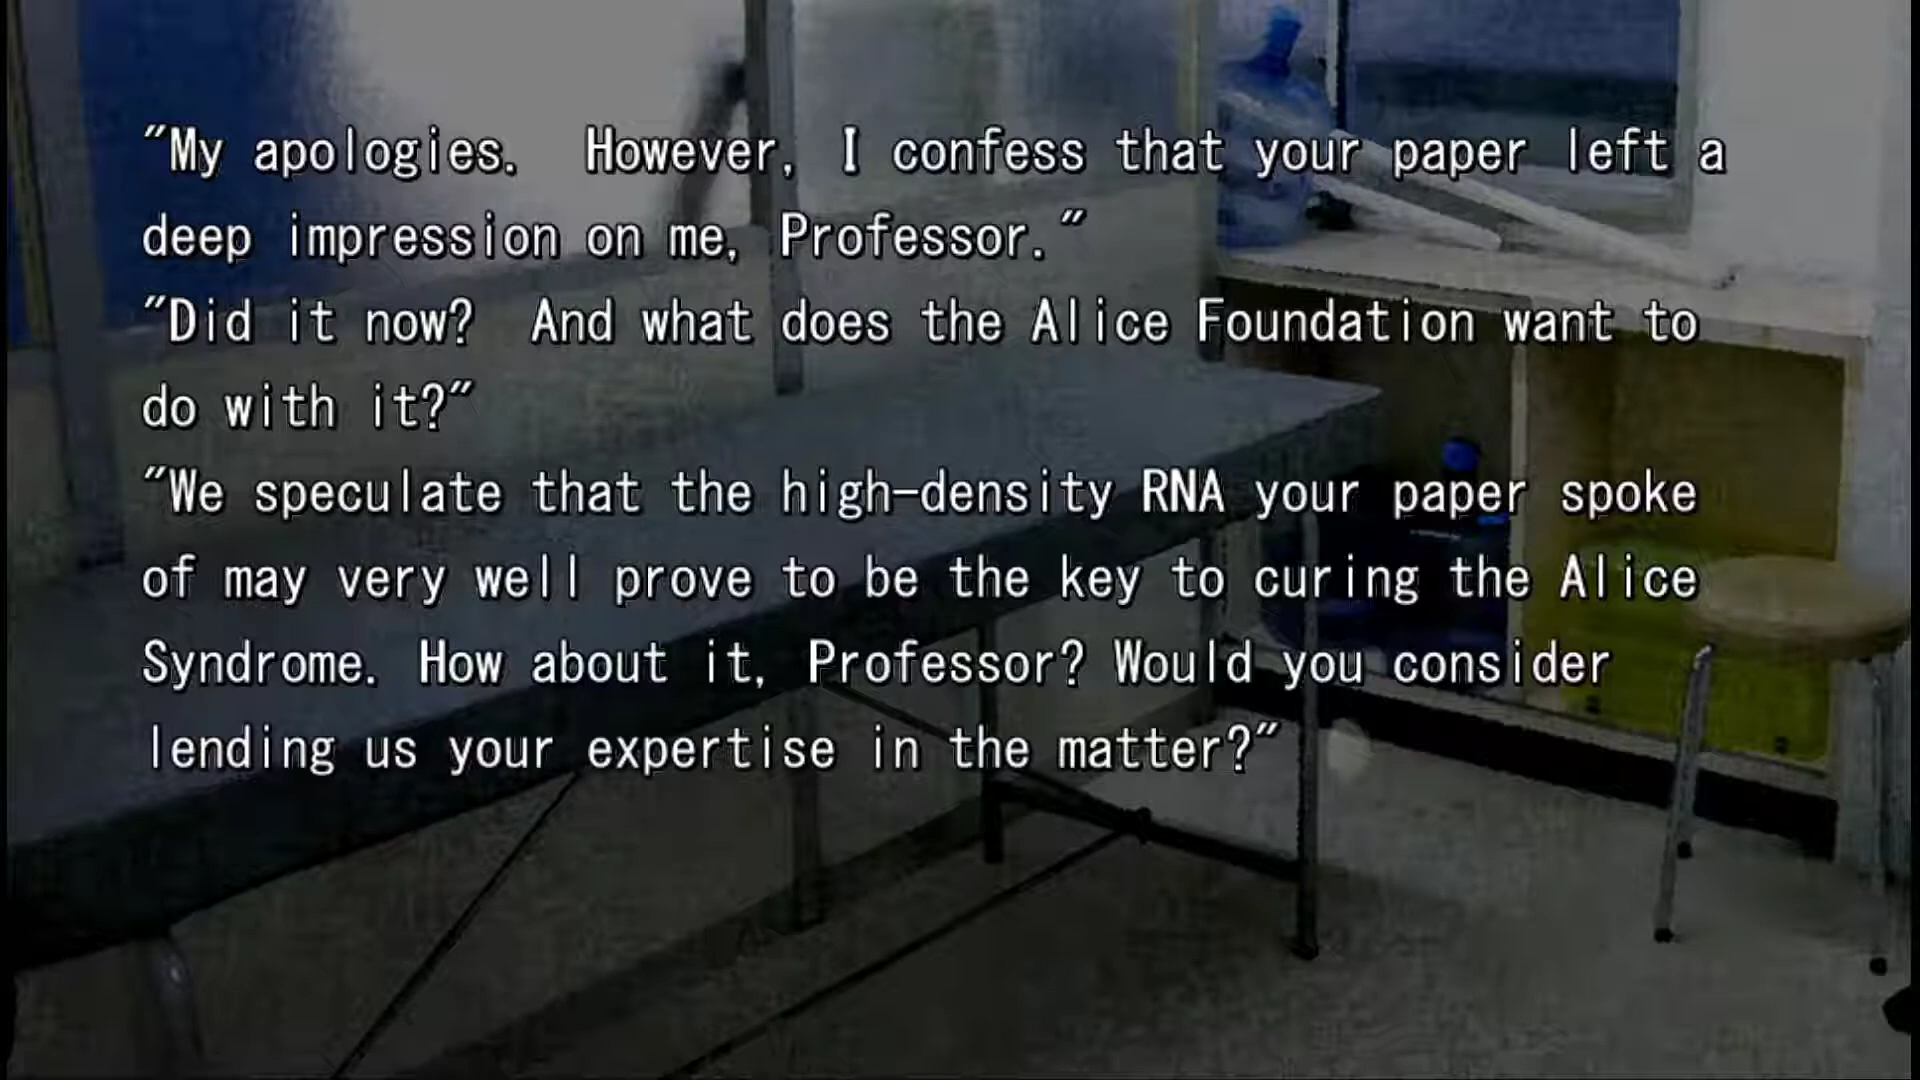 "My apologies.  However, I confess that your paper left a
deep impression on me, Professor."
"Did it now?  And what does the Alice Foundation want to
do with it?"
"We speculate that the high-density RNA your paper spoke
of may very well prove to be the key to curing the Alice
Syndrome. How about it, Professor? Would you consider
lending us your expertise in the matter?"